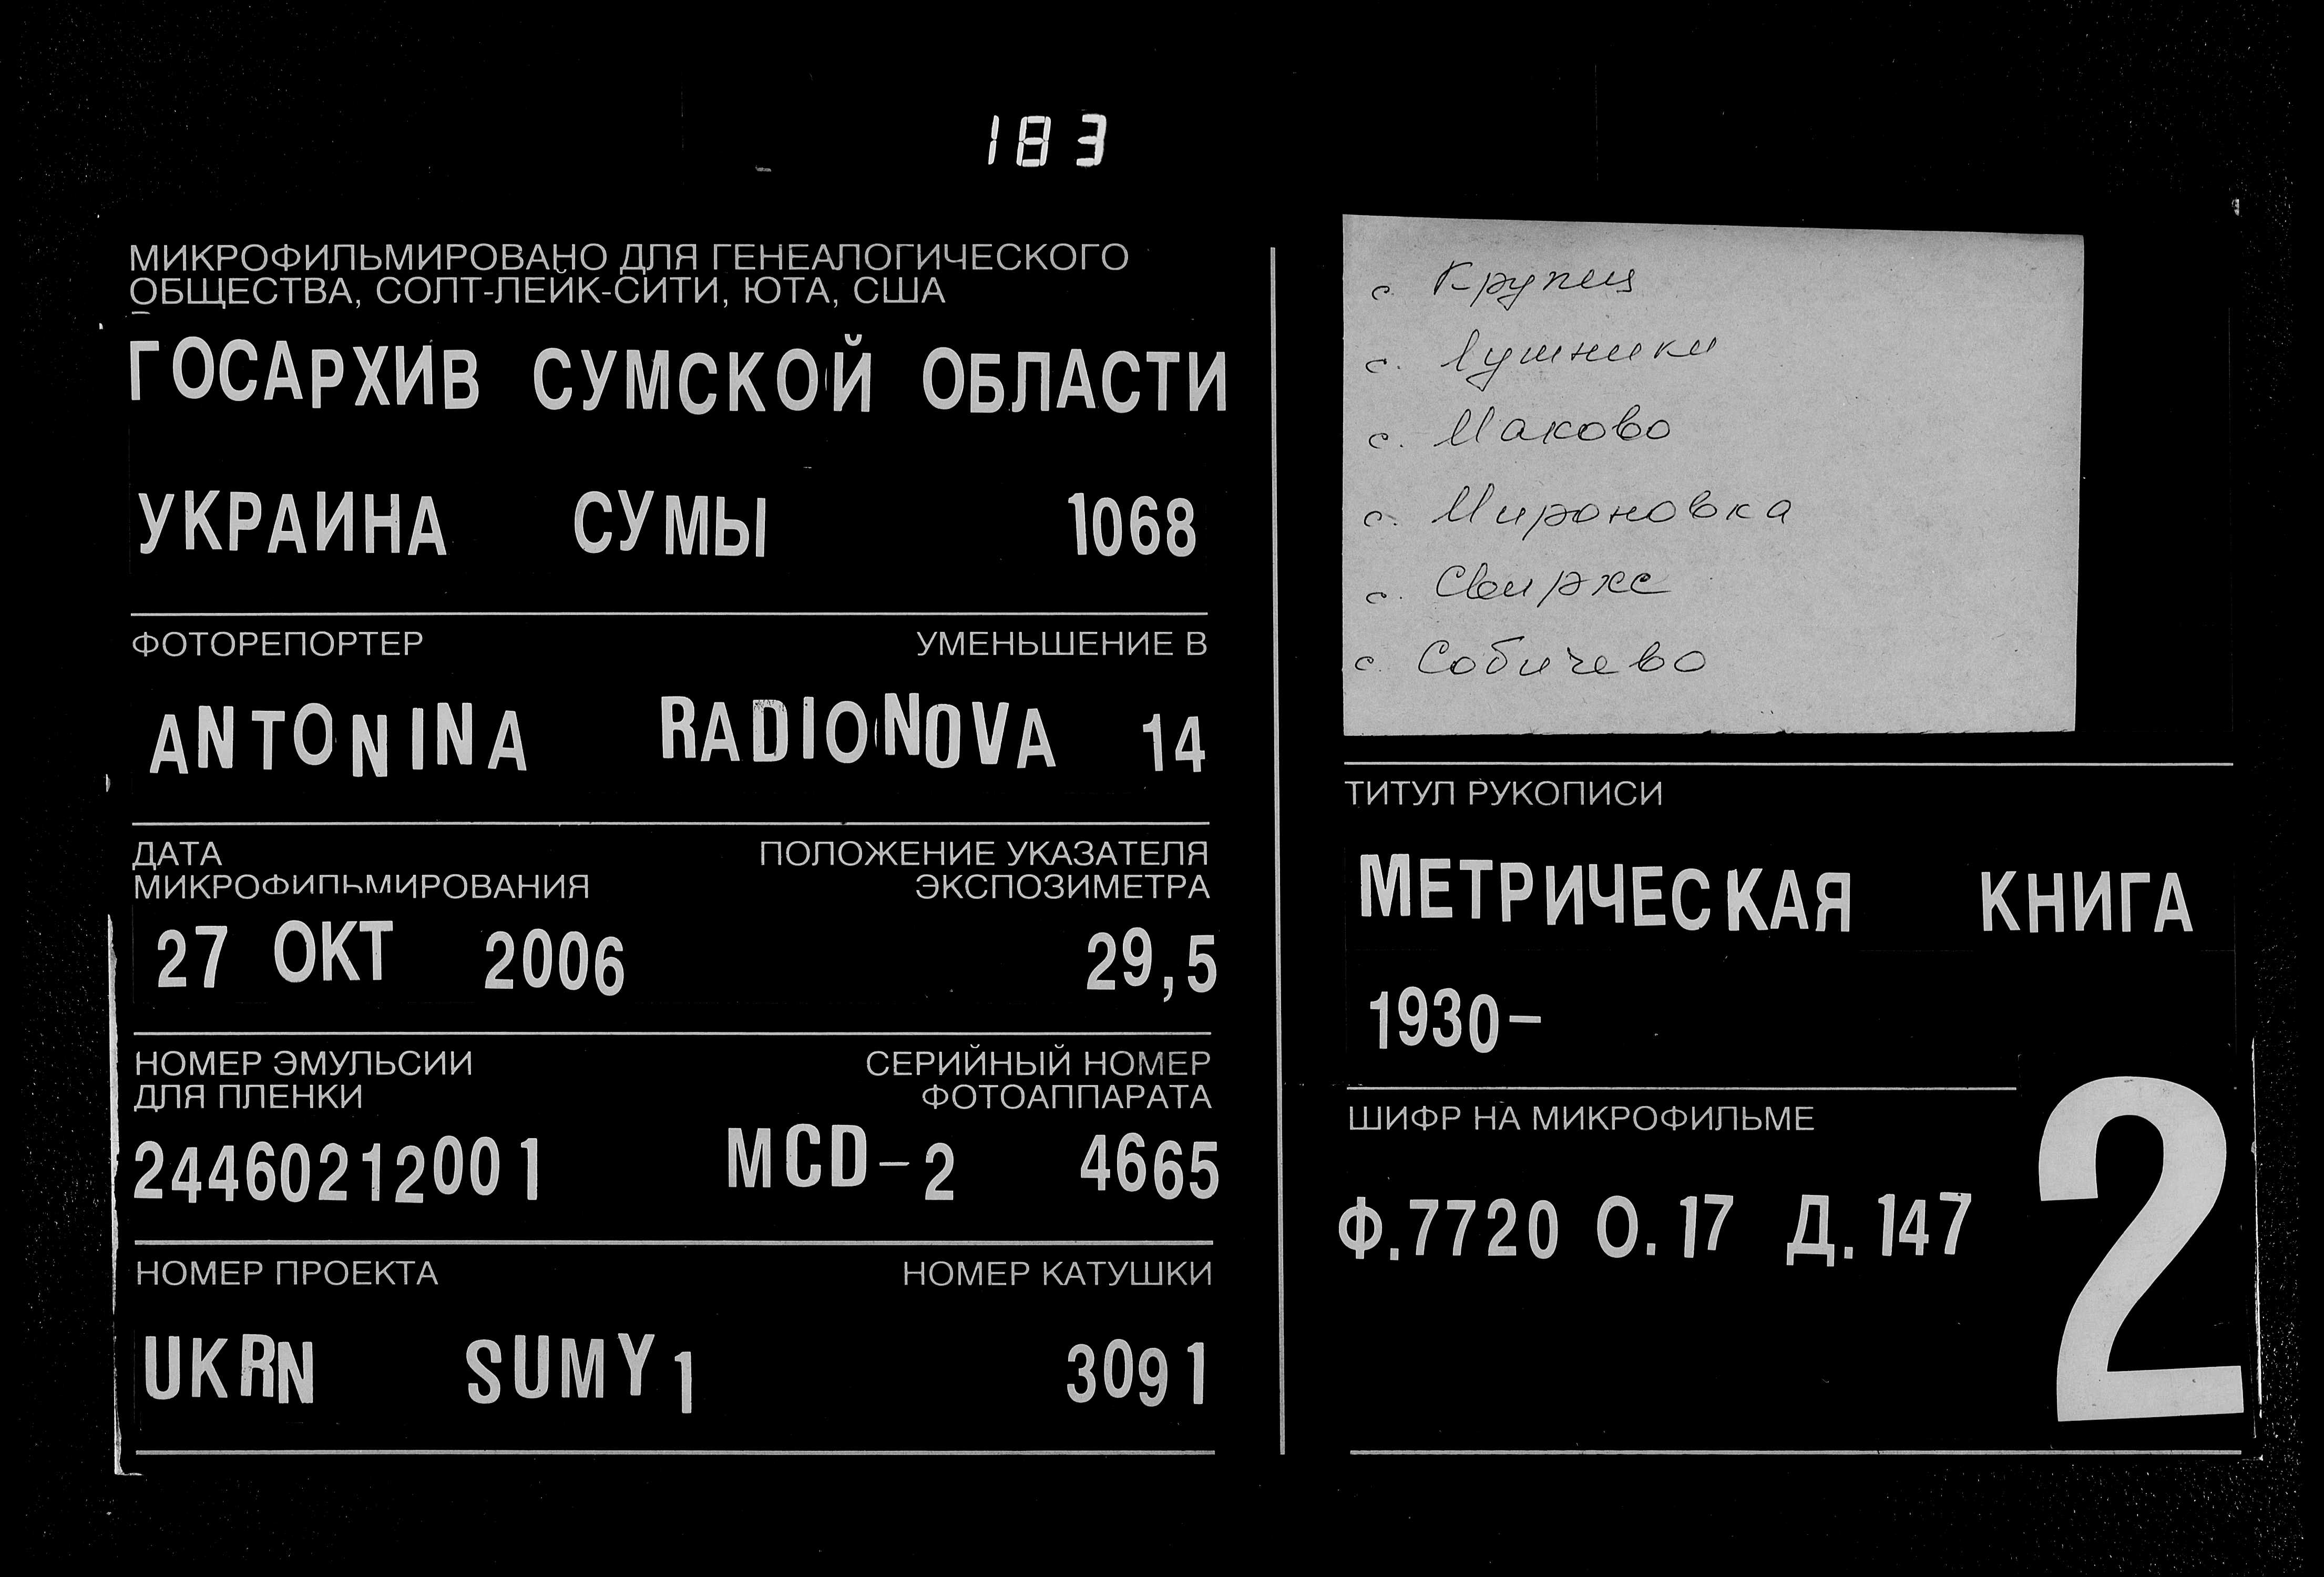 183
МИКРОФИЛЬМИРОВАНО ДЛЯ ГЕНЕАЛОГИЧЕСКОГО
ОБЩЕСТВА, СОЛТ-ЛЕЙК-СИТИ, ЮТА, США
ГОСАРХИВ СУМСКОЙ ОБЛАСТИ
УКРАИНА СУМЫ 1068
ФОТОРЕПОРТЕР УМЕНЬШЕНИЕ В
ANTONINA RADIONOVA 14
ДАТА
МИКРОФИЛЬМИРОВАНИЯ
ПОЛОЖЕНИЕ УКАЗАТЕЛЯ
ЭКСПОЗИМЕТРА
27 ОКТ 2006 29,5
НОМЕР ЭМУЛЬСИИ
ДЛЯ ПЛЕНКИ
СЕРИЙНЫЙ НОМЕР
ФОТОАППАРАТА
24460212001 MCD-2 4665
НОМЕР ПРОЕКТА НОМЕР КАТУШКИ
UKRN SUMY1 3091
с. Крупец
с. Лушники
с. Маково
с. Мироновка
с. Свирже
с. Собичево
ТИТУЛ РУКОПИСИ
МЕТРИЧЕСКАЯ КНИГА
1930-
ШИФР НА МИКРОФИЛЬМЕ
Ф.7720 О.17 Д.147
2